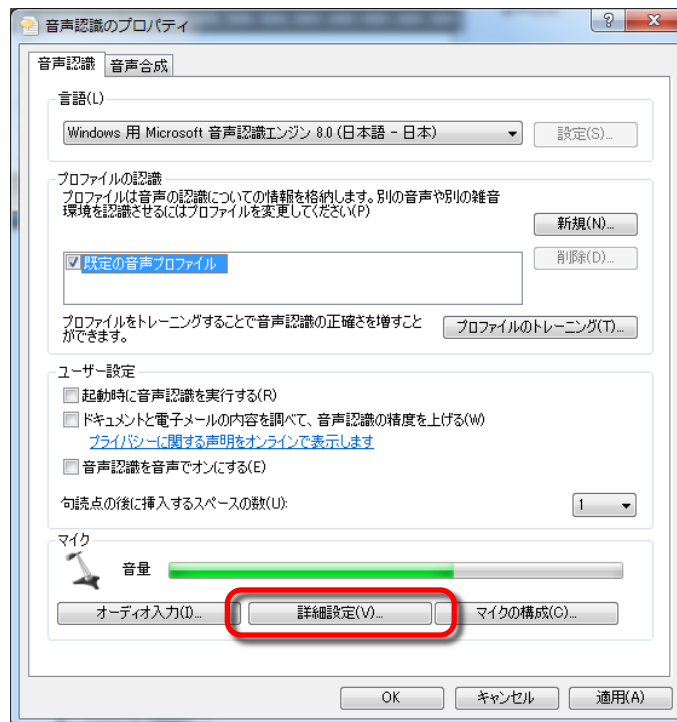 音声認識のプロパティ
音声認識 音声合成
言語(L)
Windows 用 Microsoft 音声認識エンジン 8.0 (日本語 - 日本) 設定(S)...
プロファイルの認識
プロファイルは音声の認識についての情報を格納します。別の音声や別の雑音
環境を認識させるにはプロファイルを変更してください(P)
新規(N)...
既定の音声プロファイル
削除(D)...
プロファイルをトレーニングすることで音声認識の正確さを増すこと
ができます。
プロファイルのトレーニング(T)...
ユーザー設定
起動時に音声認識を実行する(R)
ドキュメントと電子メールの内容を調べて、音声認識の精度を上げる(W)
プライバシーに関する声明をオンラインで表示します
音声認識を音声でオンにする(E)
句読点の後に挿入するスペースの数(U): 1
マイク
音量
オーディオ入力(I)... 詳細設定(V)... マイクの構成(C)...
OK キャンセル 適用(A)